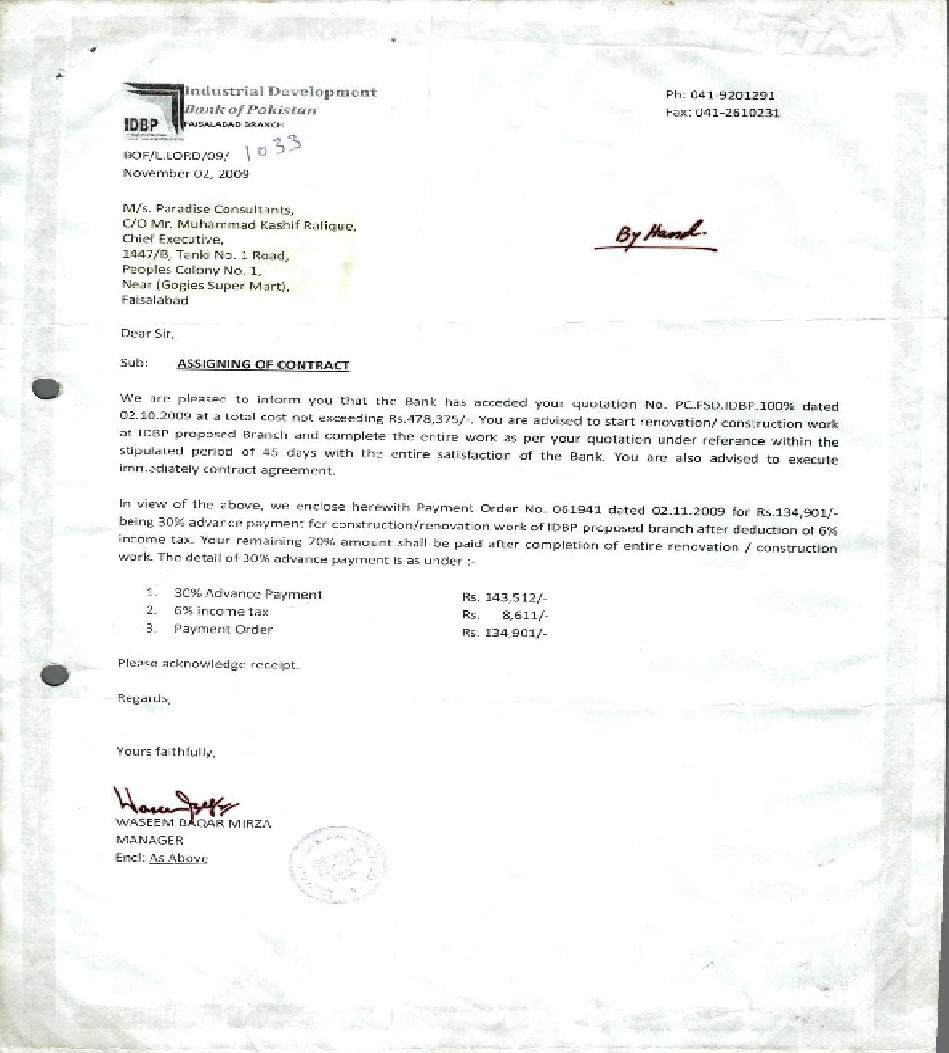 Industrial Development
Bank of Pakistan
IDBP
FAISALABAD BRANCH
Ph: 041-9201291
Fax: 041-2610231
BOF/L.LORD/09/ 1033
November 02, 2009
M/s. Paradise Consultants,
C/O Mr. Muhammad Kashif Rafique,
Chief Executive,
1447/B, Tanki No. 1 Road,
Peoples Colony No. 1,
Near (Gogies Super Mart),
Faisalabad
By Hand
Dear Sir,
Sub: ASSIGNING OF CONTRACT
We are pleased to inform you that the Bank has acceded your quotation No. PC.FSD.IDBP.100% dated
02.10.2009 at a total cost not exceeding Rs.478,375/-. You are advised to start renovation/ construction work
at IDBP proposed Branch and complete the entire work as per your quotation under reference within the
stipulated period of 45 days with the entire satisfaction of the Bank. You are also advised to execute
immediately contract agreement.
In view of the above, we enclose herewith Payment Order No. 061941 dated 02.11.2009 for Rs.134,901/-
being 30% advance payment for construction/renovation work of IDBP proposed branch after deduction of 6%
income tax. Your remaining 70% amount shall be paid after completion of entire renovation / construction
work. The detail of 30% advance payment is as under :-
1. 30% Advance Payment Rs. 143,512/-
2. 6% income tax Rs. 8,611/-
3. Payment Order Rs. 134,901/-
Please acknowledge receipt.
Regards,
Yours faithfully,
WASEEM BAQAR MIRZA
MANAGER
Encl: As Above